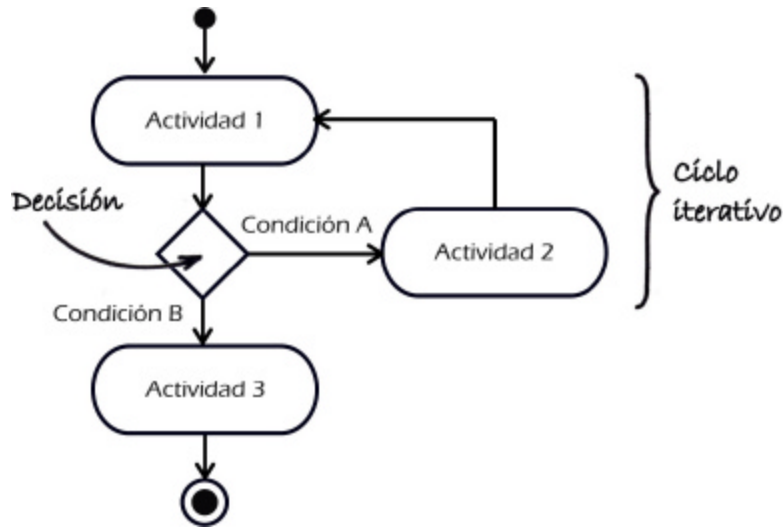 Actividad 1
Decisión
Condición A
Actividad 2
Ciclo
iterativo
Condición B
Actividad 3